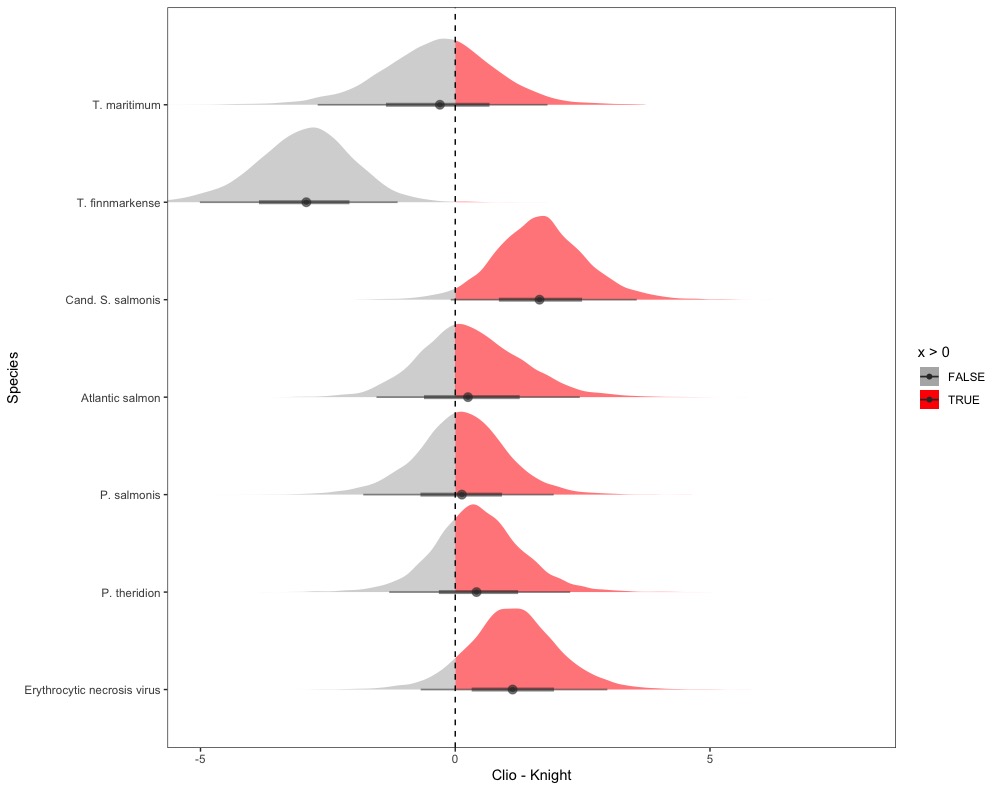 T. maritimum
T. finnmarkense
Cand. S. salmonis
Atlantic salmon
P. salmonis
P. theridion
Erythrocytic necrosis virus
Species
-5 0 5
Clio - Knight
x > 0
FALSE
TRUE